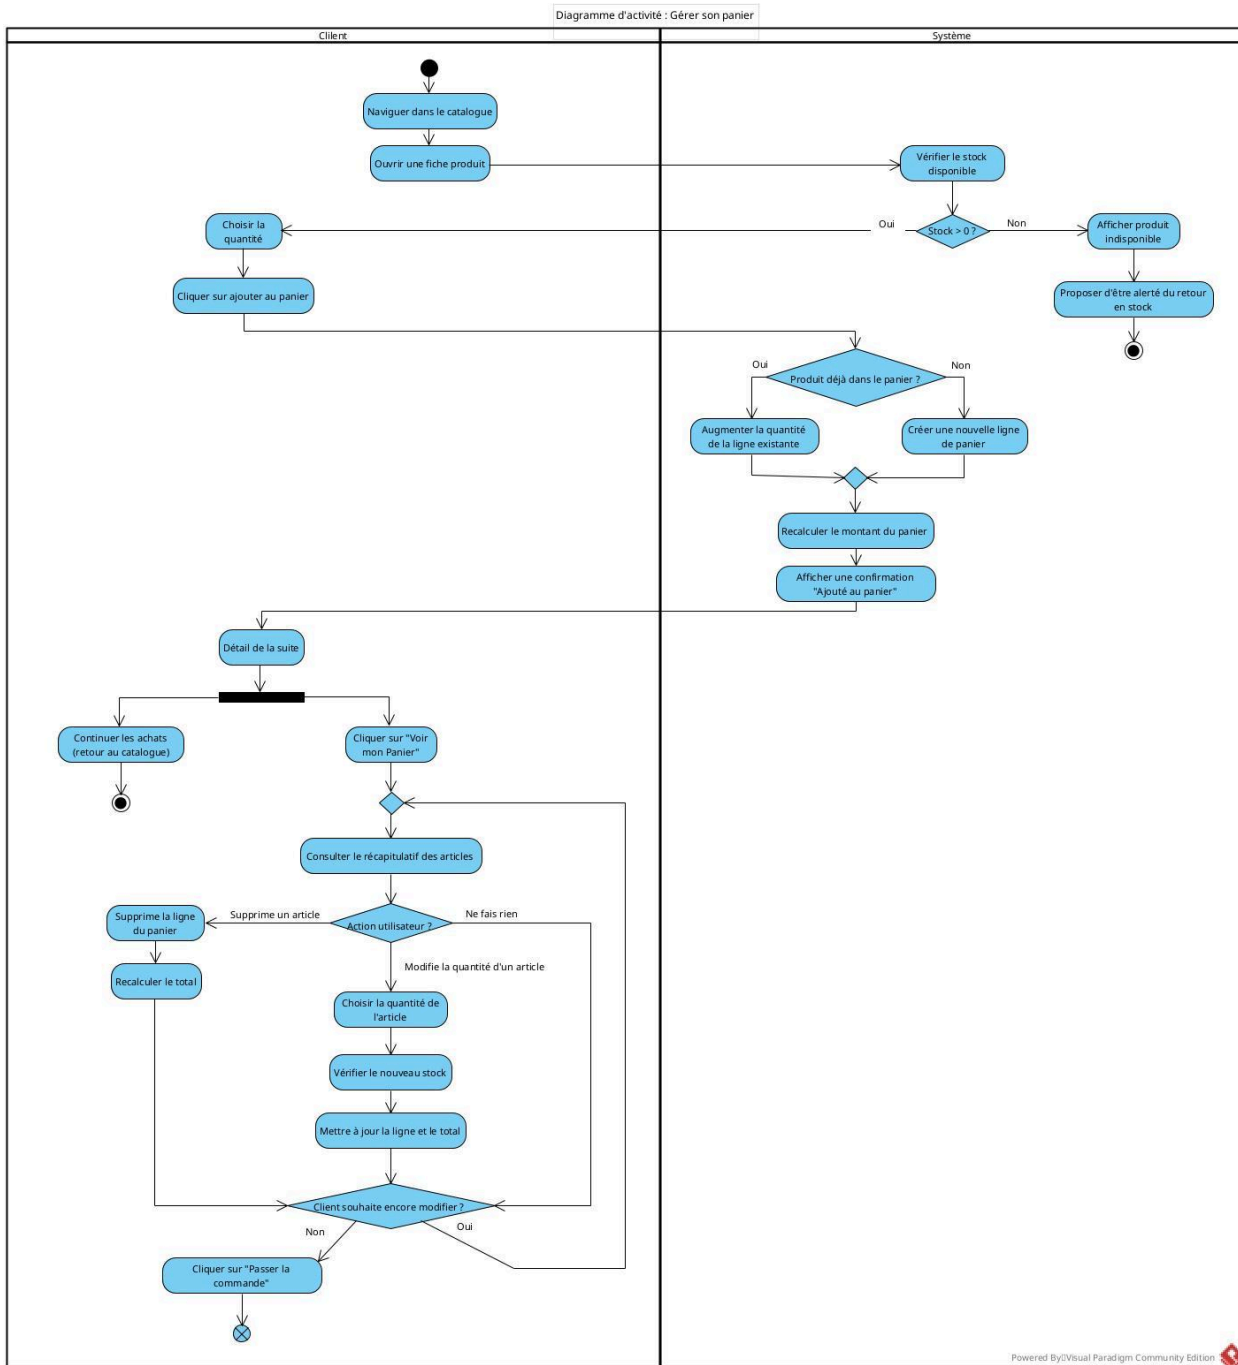 Diagramme d'activité : Gérer son panier
Clilent
Système
Naviguer dans le catalogue
Ouvrir une fiche produit
Vérifier le stock
disponible
Choisir la
quantité
Oui
Stock > 0 ?
Non
Afficher produit
indisponible
Cliquer sur ajouter au panier
Proposer d'être alerté du retour
en stock
Oui
Produit déjà dans le panier ?
Non
Augmenter la quantité
de la ligne existante
Créer une nouvelle ligne
de panier
Recalculer le montant du panier
Afficher une confirmation
"Ajouté au panier"
Détail de la suite
Continuer les achats
(retour au catalogue)
Cliquer sur "Voir
mon Panier"
Consulter le récapitulatif des articles
Supprime la ligne
du panier
Supprime un article
Action utilisateur ?
Ne fais rien
Recalculer le total
Modifie la quantité d'un article
Choisir la quantité de
l'article
Vérifier le nouveau stock
Mettre à jour la ligne et le total
Client souhaite encore modifier ?
Non
Oui
Cliquer sur "Passer la
commande"
Powered By Visual Paradigm Community Edition